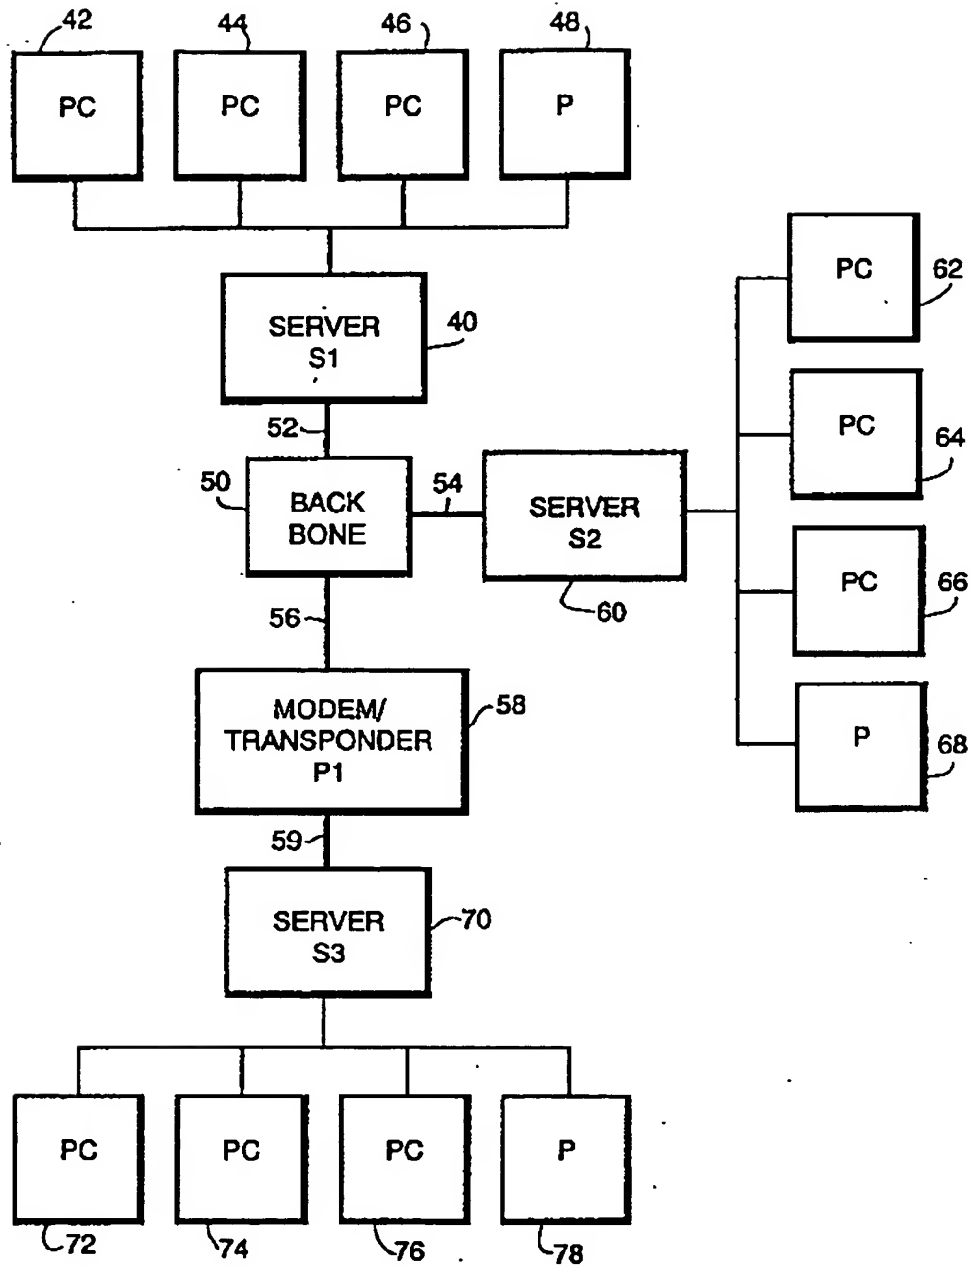 42
44
46
48
PC
PC
PC
P
SERVER
S1
40
52
50
BACK
BONE
54
SERVER
S2
60
PC
62
PC
64
PC
66
P
68
56
MODEM/
TRANSPONDER
P1
58
59
SERVER
S3
70
PC
PC
PC
P
72
74
76
78